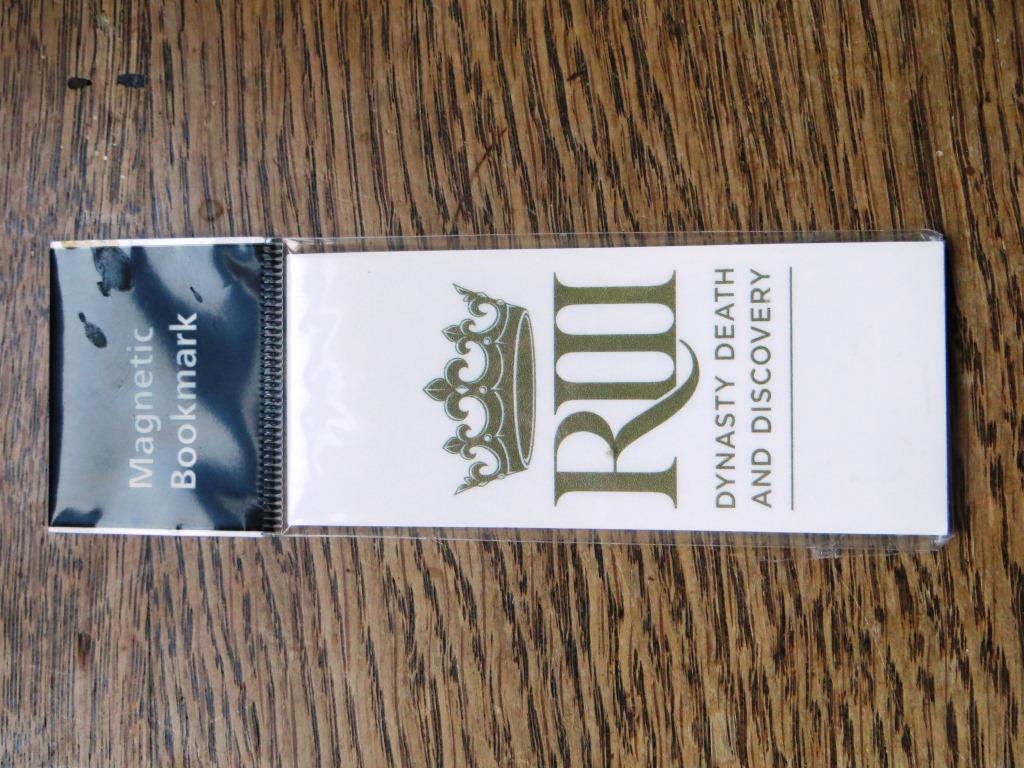 Magnetic
Bookmark
RIII
DYNASTY DEATH
AND DISCOVERY